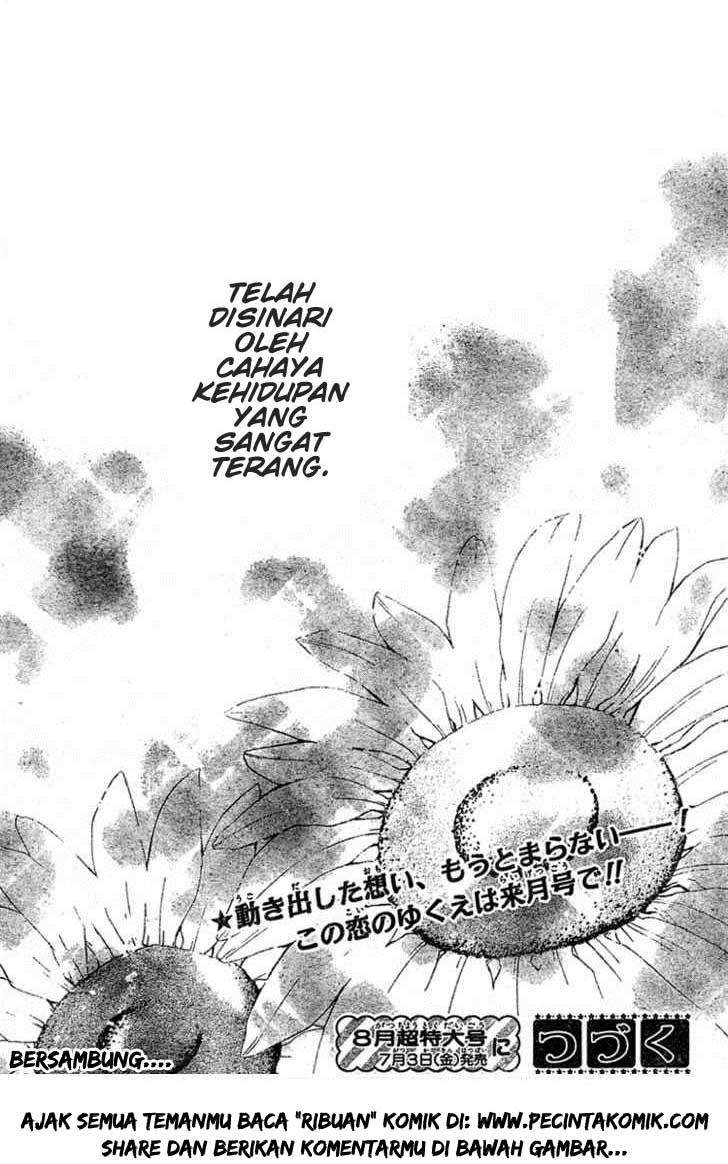 TELAH
DISINARI
OLEH
CAHAYA
KEHIDUPAN
YANG
SANGAT
TERANG.
★動き出した想い、もうとまらない──！
この恋のゆくえは来月号で!!
8月超特大号に
7月3日(金)発売
つづく
BERSAMBUNG....
AJAK SEMUA TEMANMU BACA "RIBUAN" KOMIK DI: WWW.PECINTAKOMIK.COM
SHARE DAN BERIKAN KOMENTARMU DI BAWAH GAMBAR...